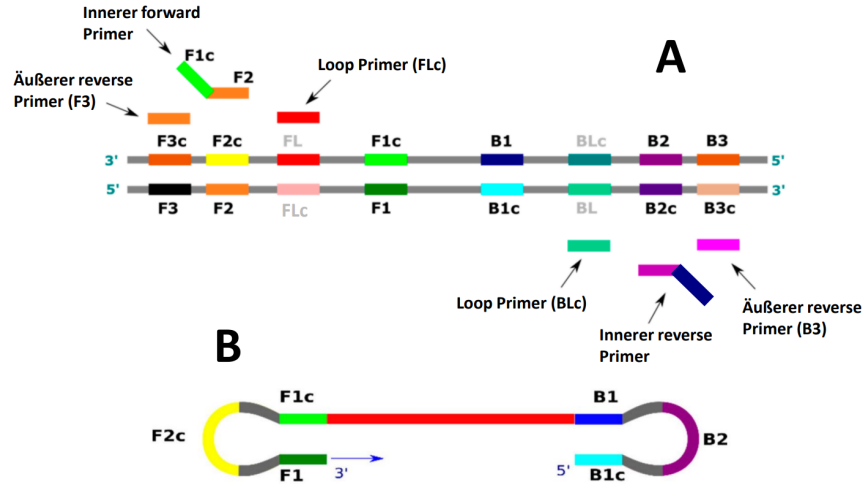 Innerer forward
Primer
F1c
F2
A
Loop Primer (FLc)
Äußerer reverse
Primer (F3)
F3c F2c FL F1c B1 BLc B2 B3
3' 5'
5' 3'
F3 F2 FLc F1 B1c BL B2c B3c
Loop Primer (BLc)
Innerer reverse
Primer
Äußerer reverse
Primer (B3)
B
F1c B1
F2c B2
F1 3' 5' B1c